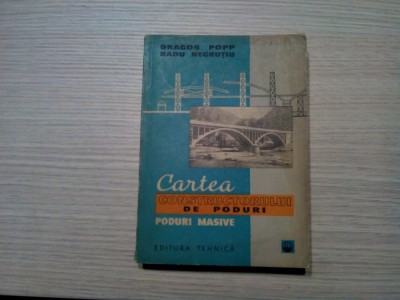 DRAGOȘ POPP
RADU NEGRUȚIU
Cartea
CONSTRUCTORULUI
DE PODURI
PODURI MASIVE
EDITURA TEHNICĂ